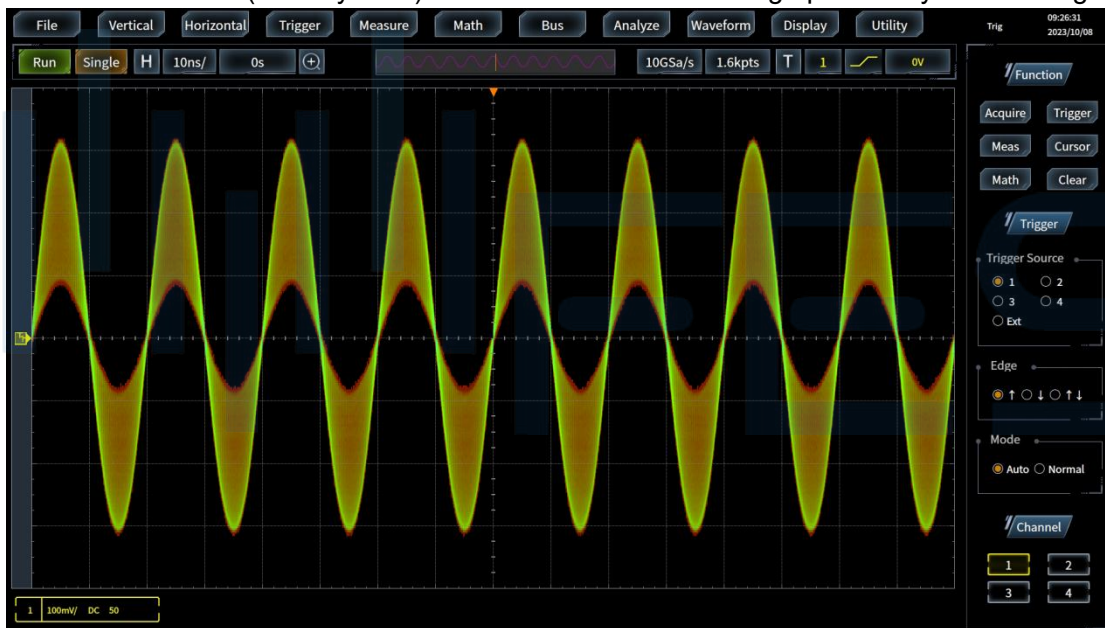 File Vertical Horizontal Trigger Measure Math Bus Analyze Waveform Display Utility Trig 09:26:31
2023/10/08
Run Single H 10ns/ 0s 10GSa/s 1.6kpts T 1 0V
Function
Acquire Trigger
Meas Cursor
Math Clear
Trigger
Trigger Source
1 2
3 4
Ext
Edge
↑ ↓ ↑↓
Mode
Auto Normal
Channel
1 2
3 4
1 100mV/ DC 50